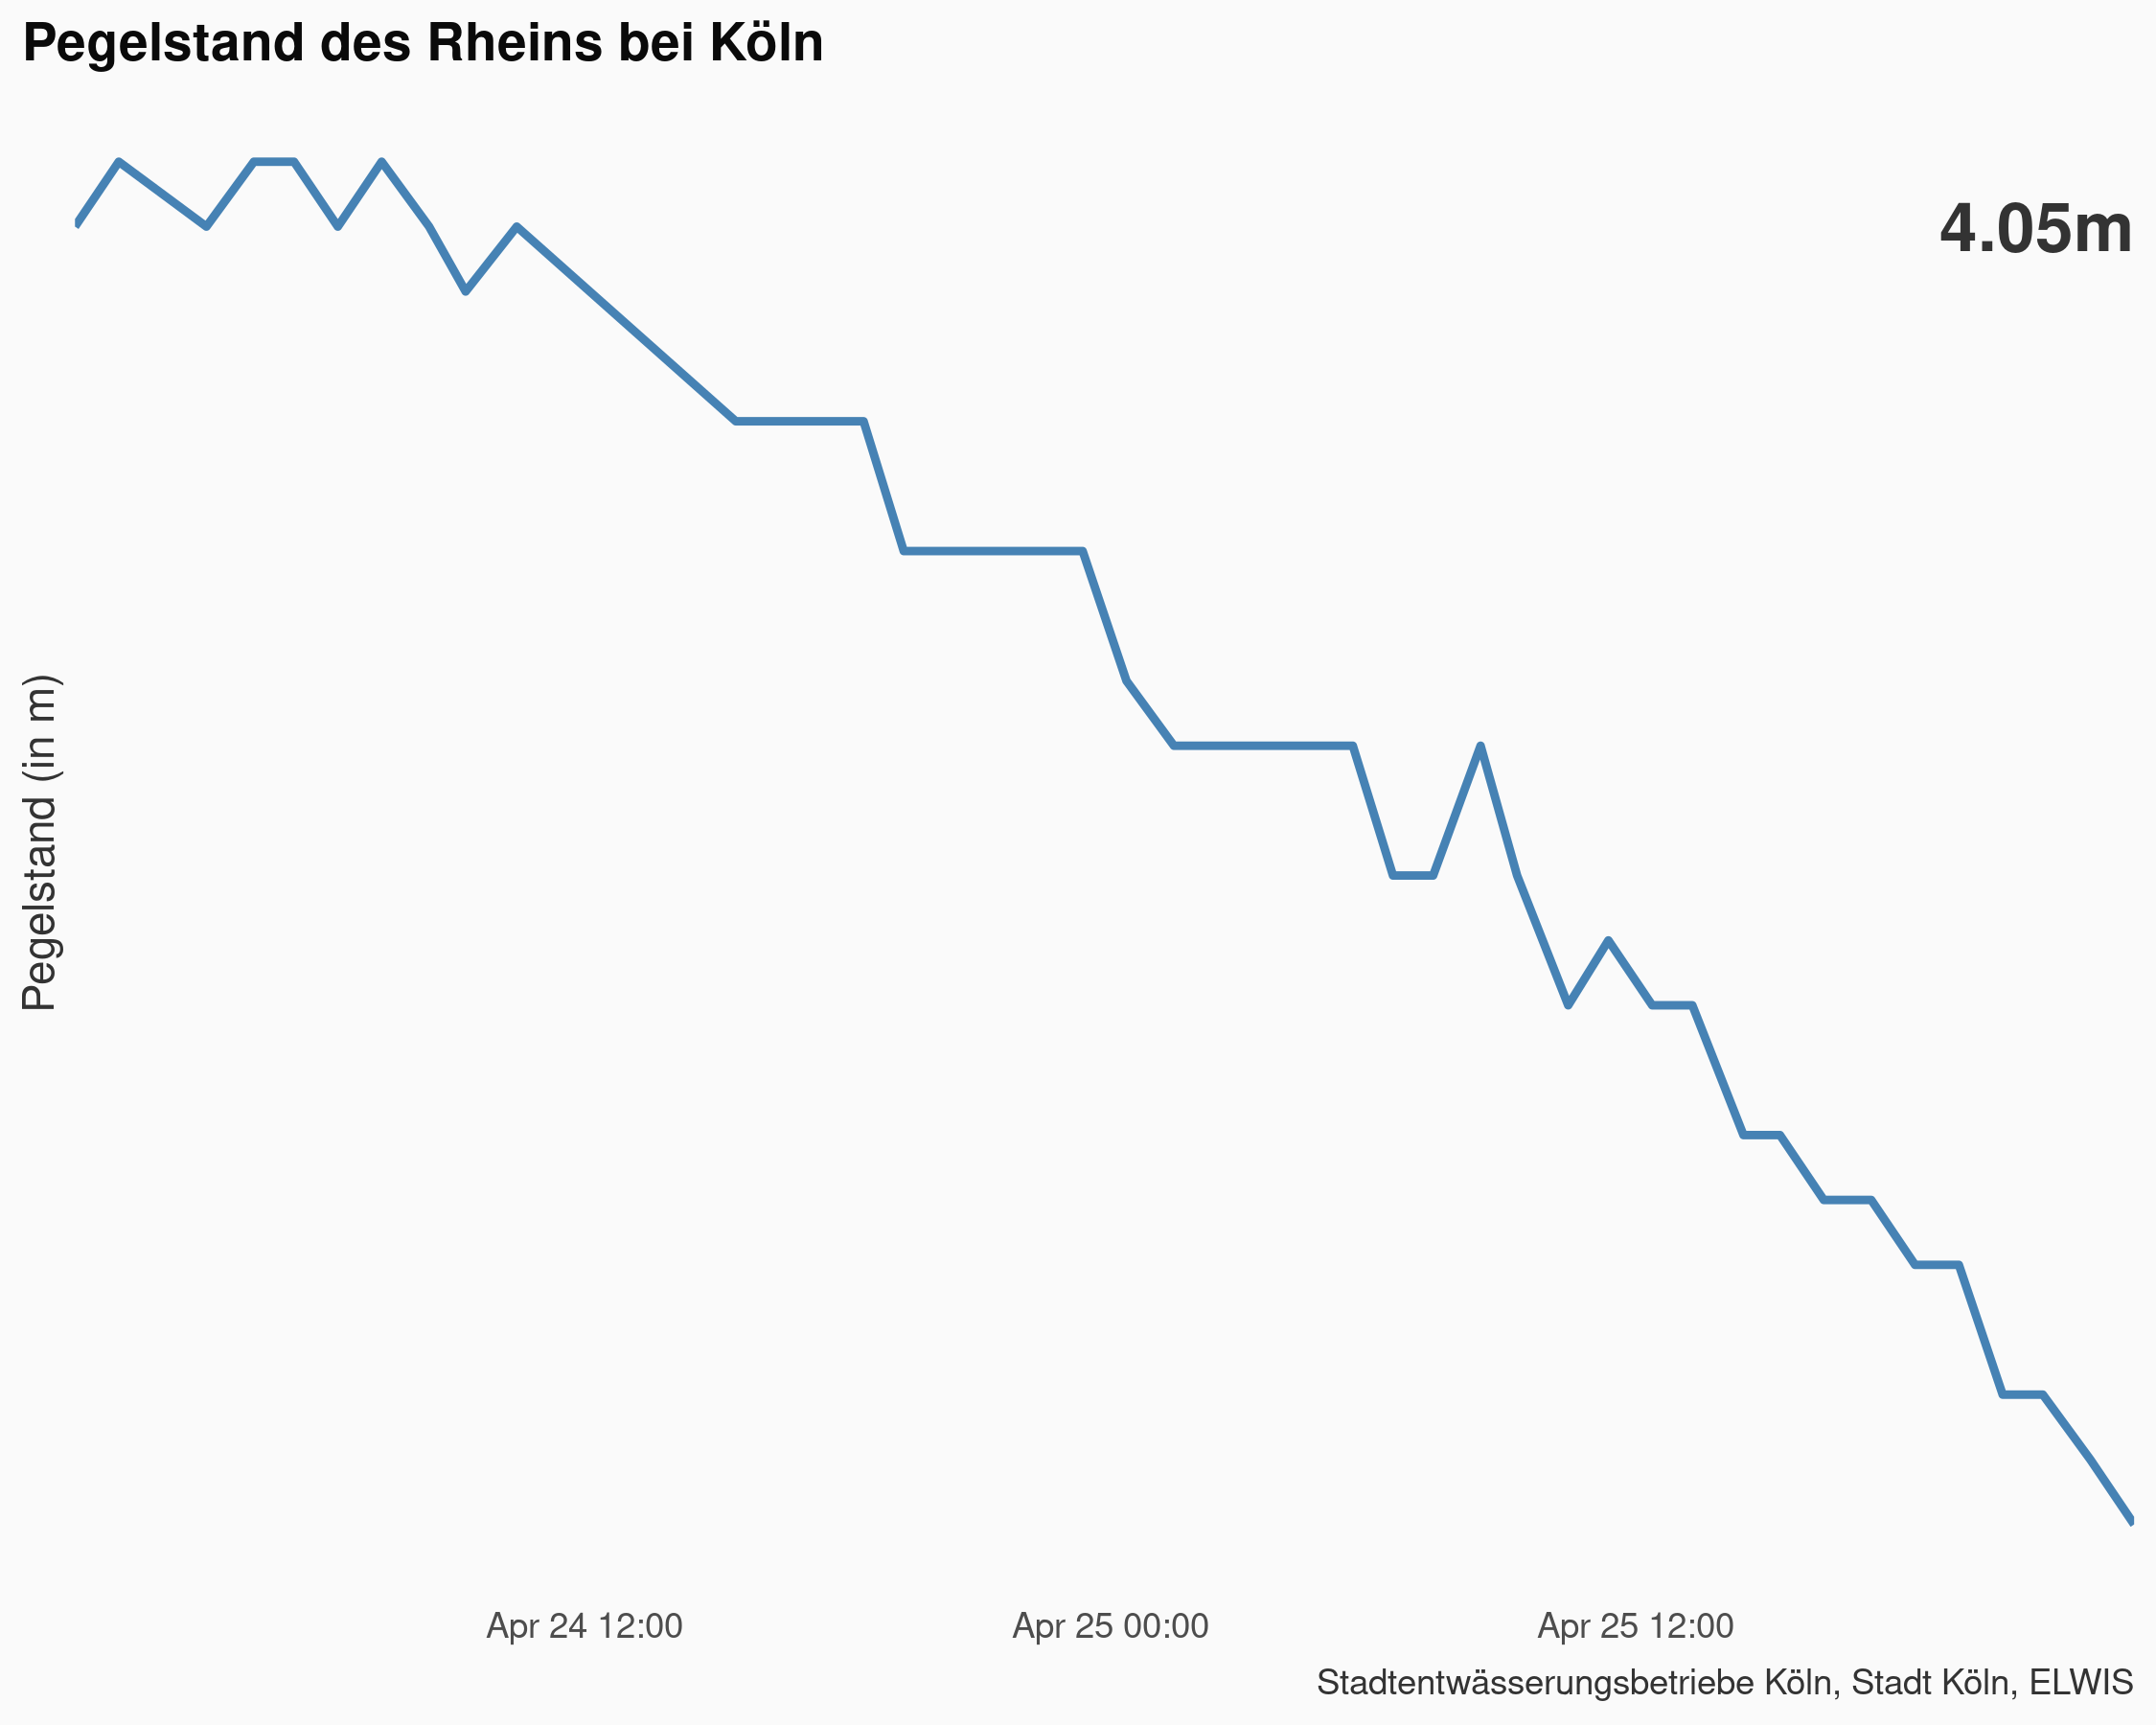 Pegelstand des Rheins bei Köln
4.05m
Pegelstand (in m)
Apr 24 12:00
Apr 25 00:00
Apr 25 12:00
Stadtentwässerungsbetriebe Köln, Stadt Köln, ELWIS